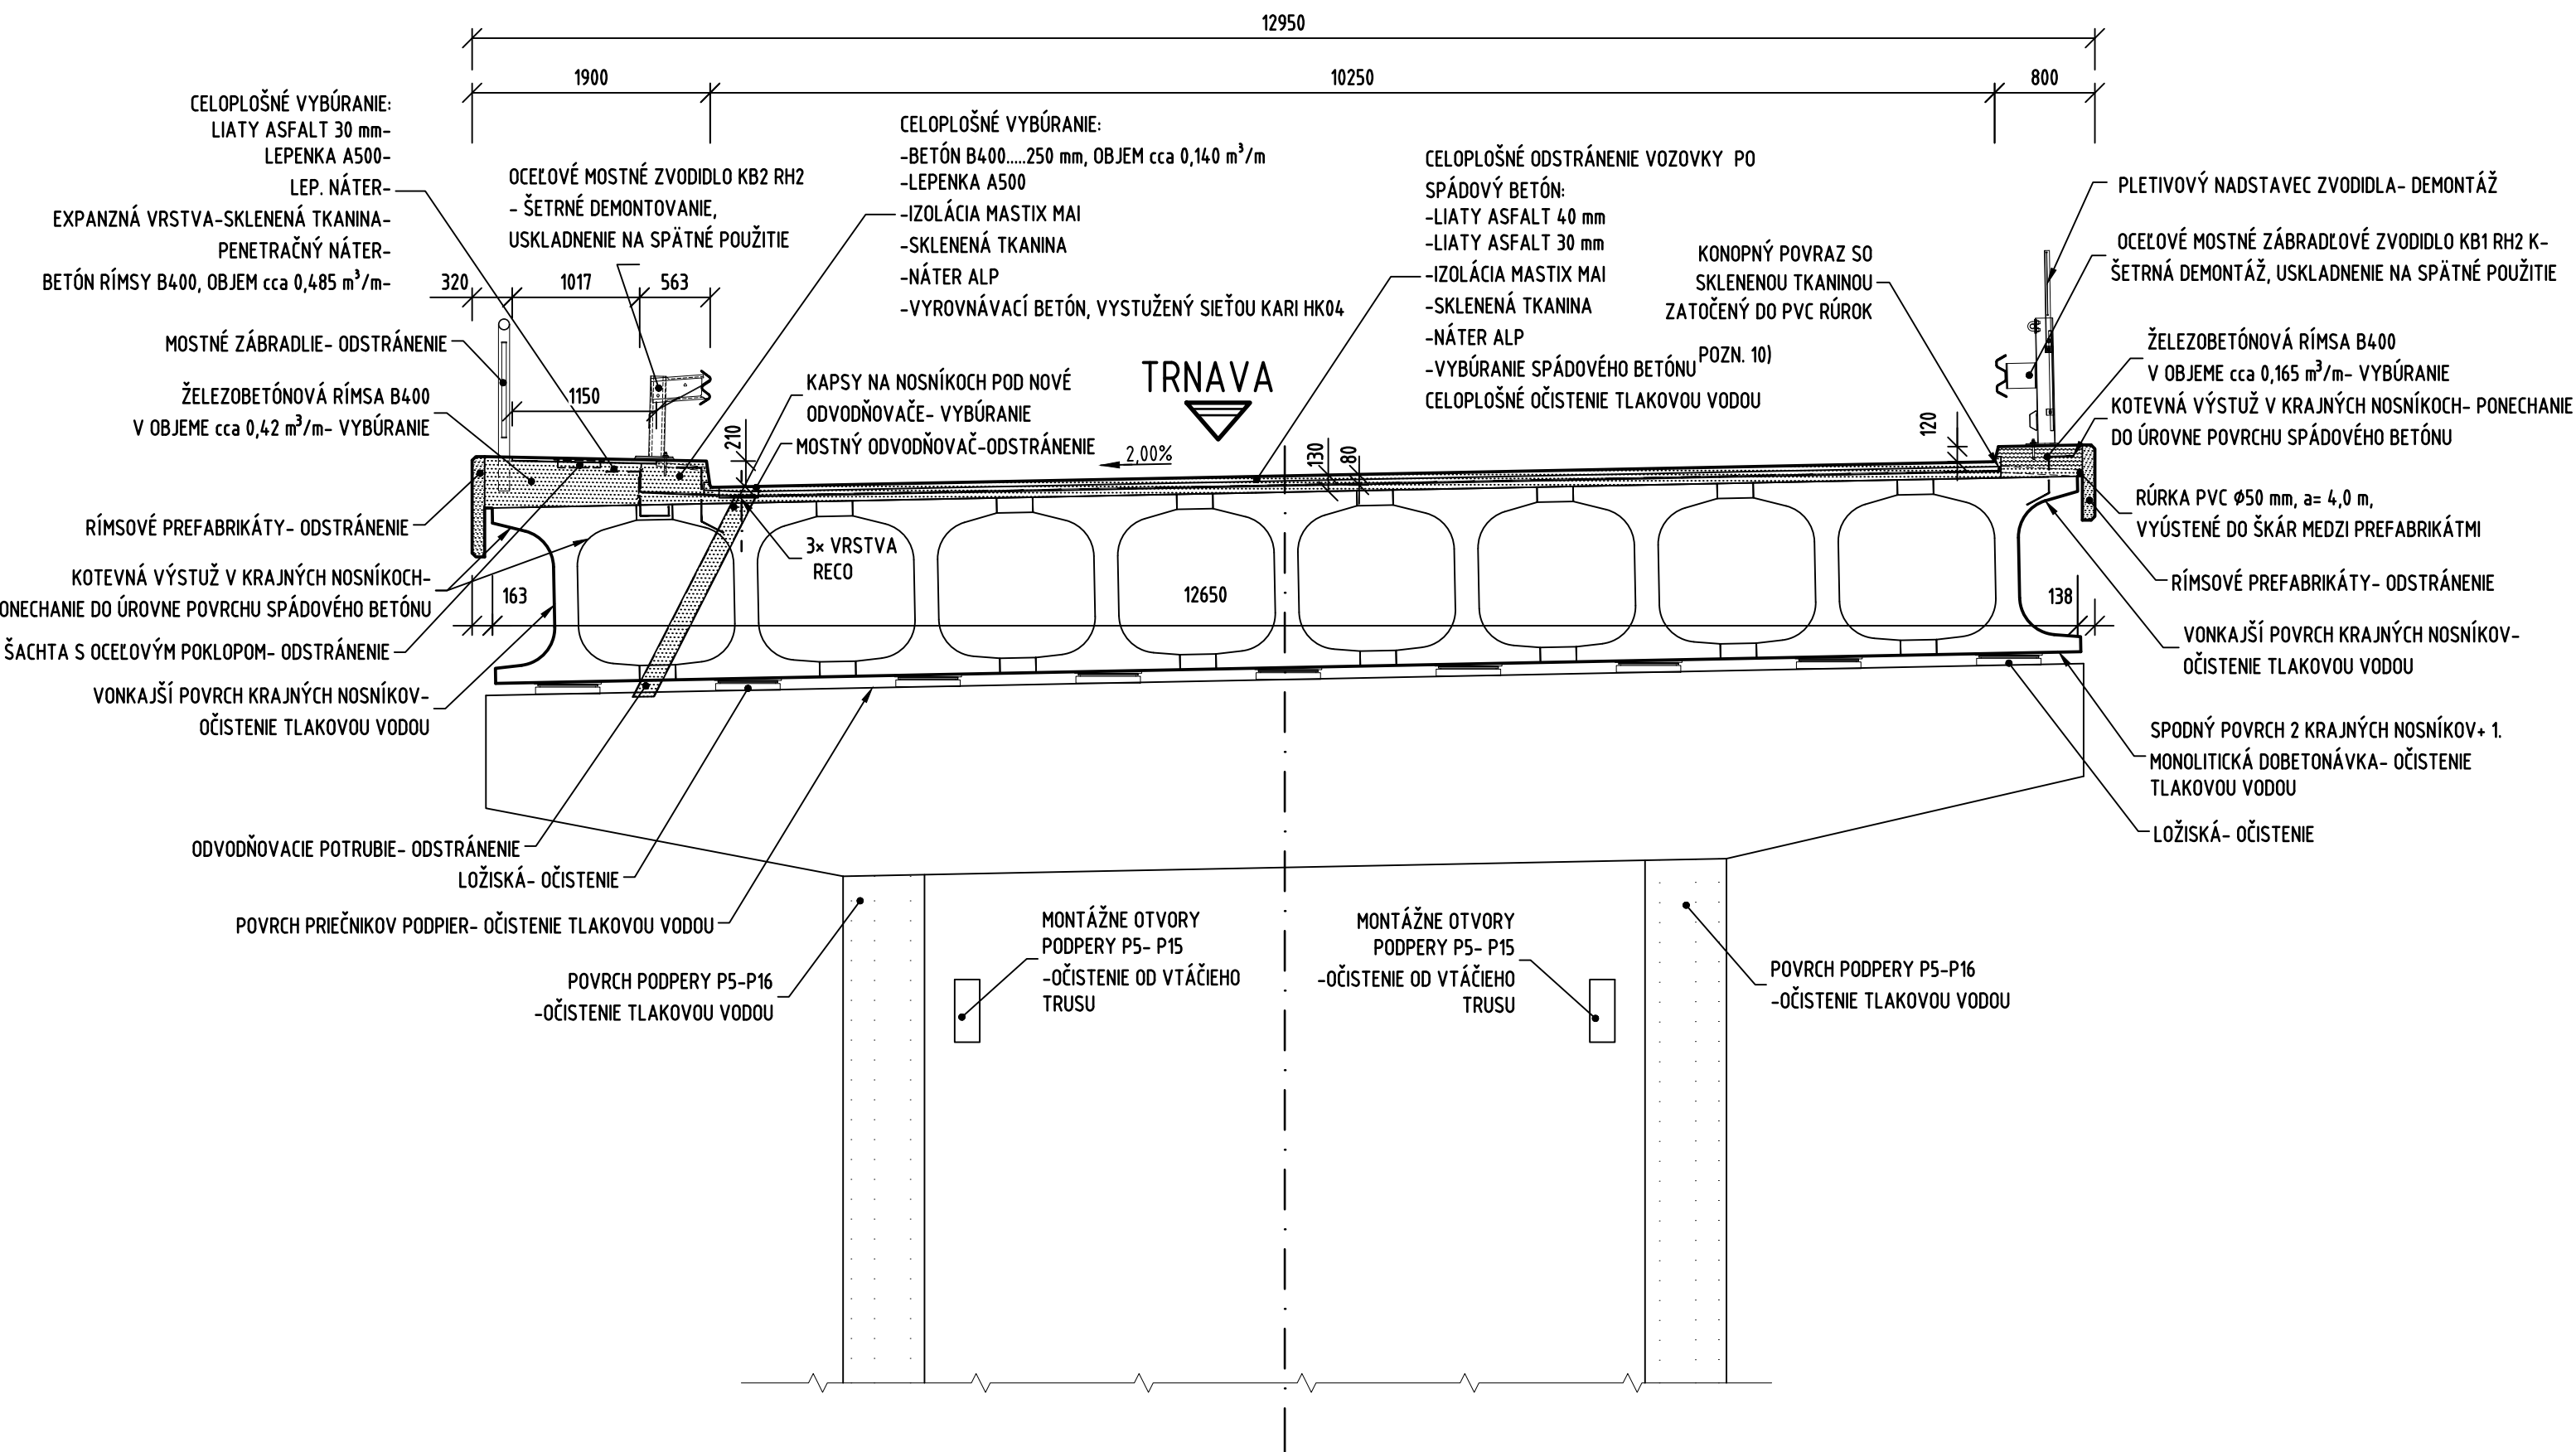 12950
1900
10250
800
CELOPLOŠNÉ VYBÚRANIE:
LIATY ASFALT 30 mm-
LEPENKA A500-
LEP. NÁTER-
EXPANZNÁ VRSTVA-SKLENENÁ TKANINA-
PENETRAČNÝ NÁTER-
BETÓN RÍMSY B400, OBJEM cca 0,485 m³/m-
OCEĽOVÉ MOSTNÉ ZVODIDLO KB2 RH2
- ŠETRNÉ DEMONTOVANIE,
USKLADNENIE NA SPÄTNÉ POUŽITIE
CELOPLOŠNÉ VYBÚRANIE:
-BETÓN B400.....250 mm, OBJEM cca 0,140 m³/m
-LEPENKA A500
-IZOLÁCIA MASTIX MAI
-SKLENENÁ TKANINA
-NÁTER ALP
-VYROVNÁVACÍ BETÓN, VYSTUŽENÝ SIEŤOU KARI HK04
CELOPLOŠNÉ ODSTRÁNENIE VOZOVKY PO
SPÁDOVÝ BETÓN:
-LIATY ASFALT 40 mm
-LIATY ASFALT 30 mm
-IZOLÁCIA MASTIX MAI
-SKLENENÁ TKANINA
-NÁTER ALP
-VYBÚRANIE SPÁDOVÉHO BETÓNU POZN. 10)
CELOPLOŠNÉ OČISTENIE TLAKOVOU VODOU
KONOPNÝ POVRAZ SO
SKLENENOU TKANINOU
ZATOČENÝ DO PVC RÚROK
PLETIVOVÝ NADSTAVEC ZVODIDLA- DEMONTÁŽ
OCEĽOVÉ MOSTNÉ ZÁBRADĽOVÉ ZVODIDLO KB1 RH2 K-
ŠETRNÁ DEMONTÁŽ, USKLADNENIE NA SPÄTNÉ POUŽITIE
320
1017
563
MOSTNÉ ZÁBRADLIE- ODSTRÁNENIE
ŽELEZOBETÓNOVÁ RÍMSA B400
V OBJEME cca 0,42 m³/m- VYBÚRANIE
1150
KAPSY NA NOSNÍKOCH POD NOVÉ
ODVODŇOVAČE- VYBÚRANIE
MOSTNÝ ODVODŇOVAČ-ODSTRÁNENIE
210
TRNAVA
2,00%
130
80
120
ŽELEZOBETÓNOVÁ RÍMSA B400
V OBJEME cca 0,165 m³/m- VYBÚRANIE
KOTEVNÁ VÝSTUŽ V KRAJNÝCH NOSNÍKOCH- PONECHANIE
DO ÚROVNE POVRCHU SPÁDOVÉHO BETÓNU
RÍMSOVÉ PREFABRIKÁTY- ODSTRÁNENIE
3× VRSTVA
RECO
RÚRKA PVC Ø50 mm, a= 4,0 m,
VYÚSTENÉ DO ŠKÁR MEDZI PREFABRIKÁTMI
KOTEVNÁ VÝSTUŽ V KRAJNÝCH NOSNÍKOCH-
ONECHANIE DO ÚROVNE POVRCHU SPÁDOVÉHO BETÓNU
163
12650
138
RÍMSOVÉ PREFABRIKÁTY- ODSTRÁNENIE
ŠACHTA S OCEĽOVÝM POKLOPOM- ODSTRÁNENIE
VONKAJŠÍ POVRCH KRAJNÝCH NOSNÍKOV-
OČISTENIE TLAKOVOU VODOU
VONKAJŠÍ POVRCH KRAJNÝCH NOSNÍKOV-
OČISTENIE TLAKOVOU VODOU
SPODNÝ POVRCH 2 KRAJNÝCH NOSNÍKOV+ 1.
MONOLITICKÁ DOBETONÁVKA- OČISTENIE
TLAKOVOU VODOU
LOŽISKÁ- OČISTENIE
ODVODŇOVACIE POTRUBIE- ODSTRÁNENIE
LOŽISKÁ- OČISTENIE
POVRCH PRIEČNIKOV PODPIER- OČISTENIE TLAKOVOU VODOU
POVRCH PODPERY P5-P16
-OČISTENIE TLAKOVOU VODOU
MONTÁŽNE OTVORY
PODPERY P5- P15
-OČISTENIE OD VTÁČIEHO
TRUSU
MONTÁŽNE OTVORY
PODPERY P5- P15
-OČISTENIE OD VTÁČIEHO
TRUSU
POVRCH PODPERY P5-P16
-OČISTENIE TLAKOVOU VODOU